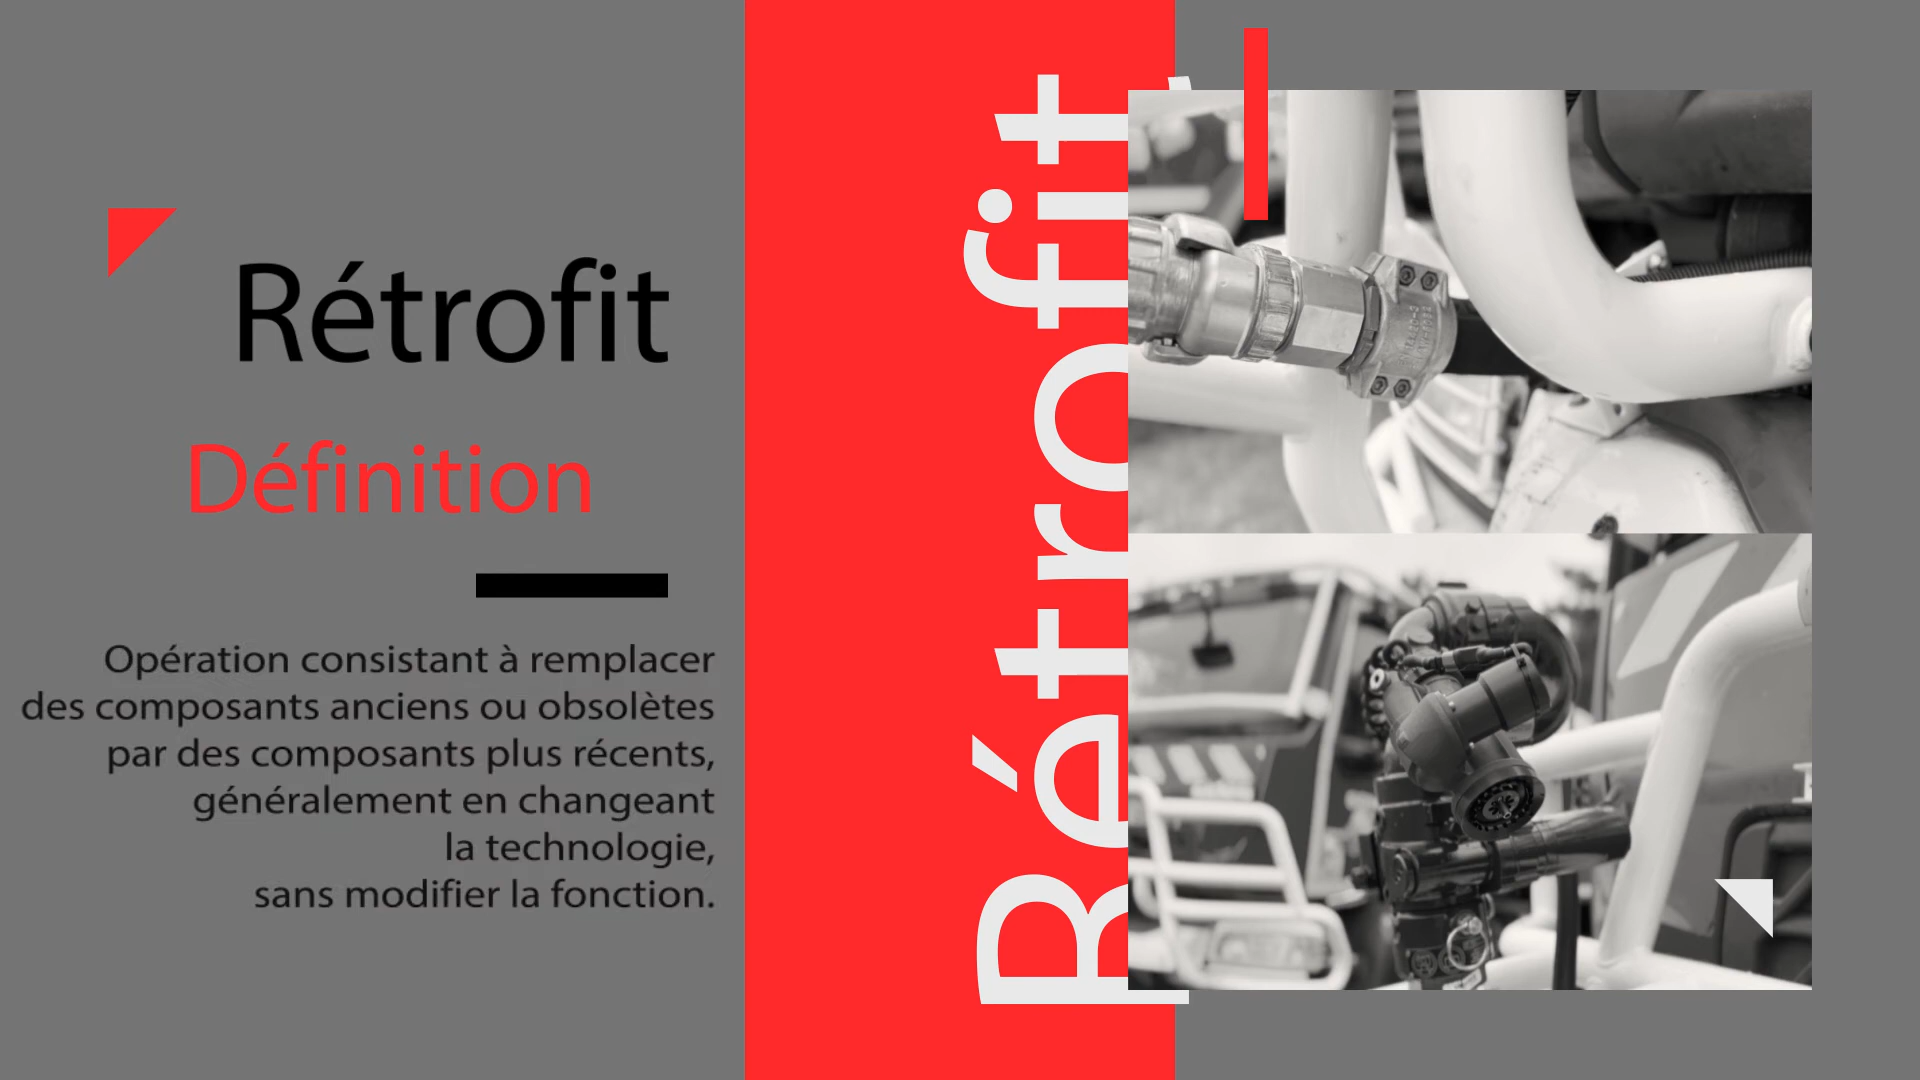 Rétrofit
Définition
Opération consistant à remplacer
des composants anciens ou obsolètes
par des composants plus récents,
généralement en changeant
la technologie,
sans modifier la fonction.
Rétrofit